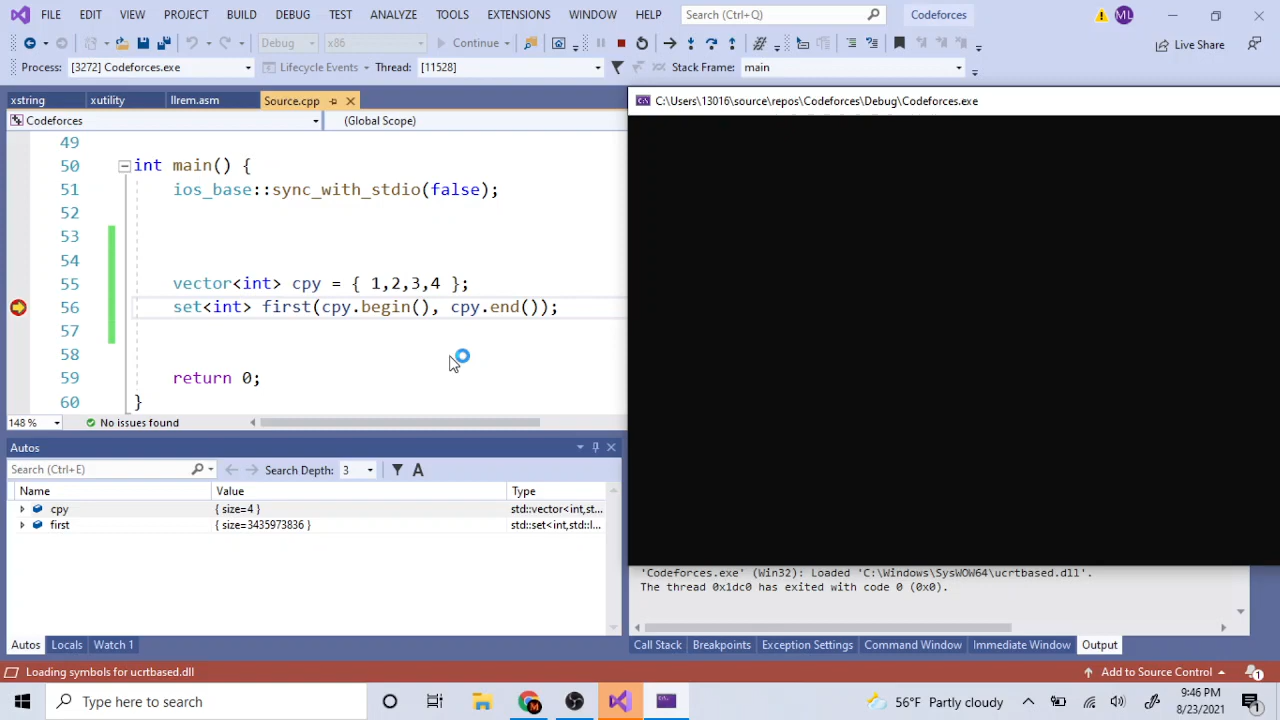 FILE EDIT VIEW PROJECT BUILD DEBUG TEST ANALYZE TOOLS EXTENSIONS WINDOW HELP Search (Ctrl+Q) Codeforces ML
Debug x86 Continue Live Share
Process: [3272] Codeforces.exe Lifecycle Events Thread: [11528] Stack Frame: main
xstring xutility llrem.asm Source.cpp
C:\Users\13016\source\repos\Codeforces\Debug\Codeforces.exe
Codeforces (Global Scope)
49
50 int main() {
51 ios_base::sync_with_stdio(false);
52
53
54
55 vector<int> cpy = { 1,2,3,4 };
56 set<int> first(cpy.begin(), cpy.end());
57
58
59 return 0;
60 }
148 % No issues found
Autos
Search (Ctrl+E) Search Depth: 3
Name Value Type
cpy { size=4 } std::vector<int,st...
first { size=3435973836 } std::set<int,std::l...
'Codeforces.exe' (Win32): Loaded 'C:\Windows\SysWOW64\ucrtbased.dll'.
The thread 0x1dc0 has exited with code 0 (0x0).
Autos Locals Watch 1 Call Stack Breakpoints Exception Settings Command Window Immediate Window Output
Loading symbols for ucrtbased.dll Add to Source Control 1
Type here to search 56°F Partly cloudy 9:46 PM
8/23/2021 1